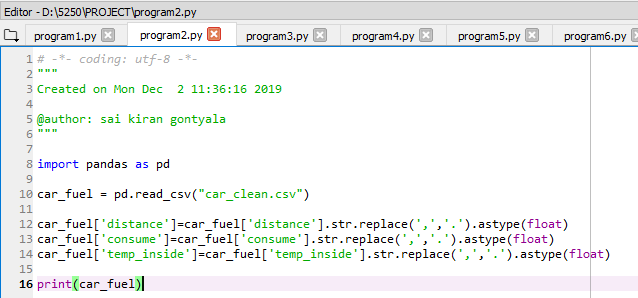 Editor - D:\5250\PROJECT\program2.py
program1.py program2.py program3.py program4.py program5.py program6.py
1 # -*- coding: utf-8 -*-
2 """
3 Created on Mon Dec  2 11:36:16 2019
4
5 @author: sai kiran gontyala
6 """
7
8 import pandas as pd
9
10 car_fuel = pd.read_csv("car_clean.csv")
11
12 car_fuel['distance']=car_fuel['distance'].str.replace(',','.').astype(float)
13 car_fuel['consume']=car_fuel['consume'].str.replace(',','.').astype(float)
14 car_fuel['temp_inside']=car_fuel['temp_inside'].str.replace(',','.').astype(float)
15
16 print(car_fuel)